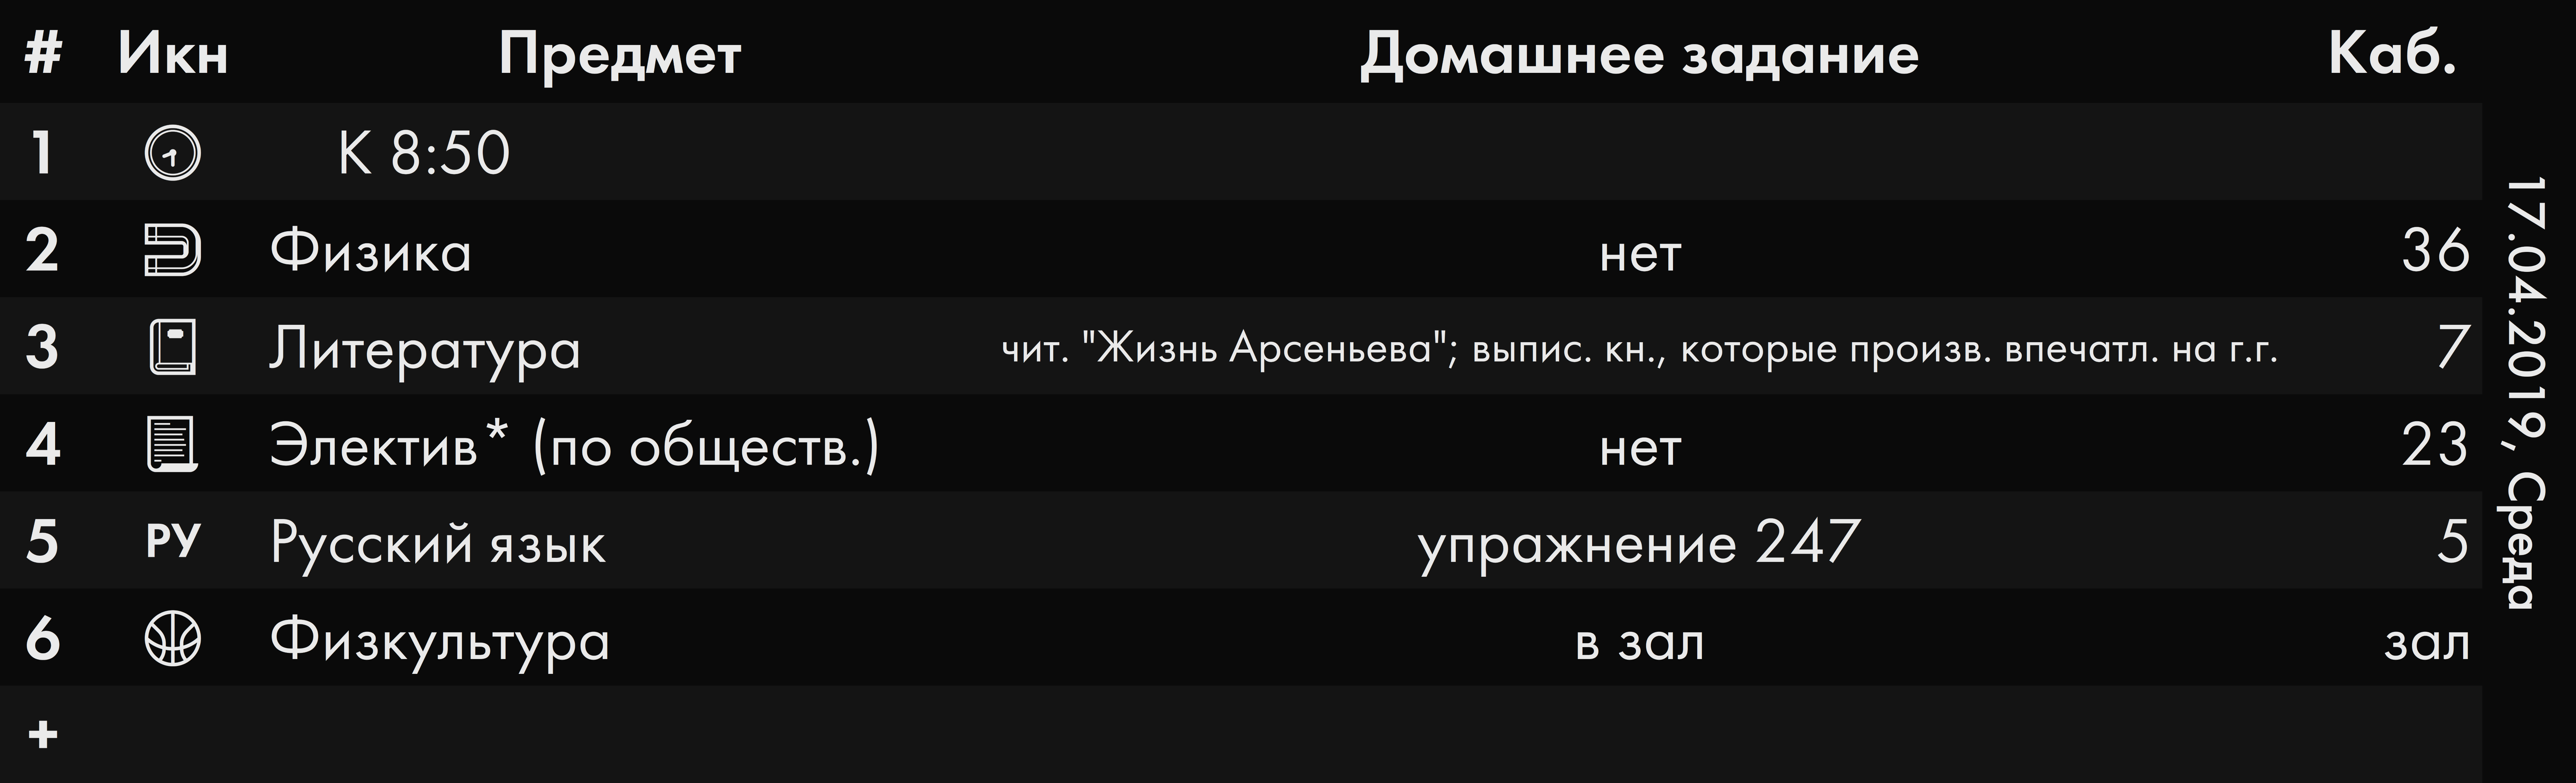 # Икн Предмет Домашнее задание Каб.
1 К 8:50
2 Физика нет 36
3 Литература чит. "Жизнь Арсеньева"; выпис. кн., которые произв. впечатл. на г.г. 7
4 Электив* (по обществ.) нет 23
5 РУ Русский язык упражнение 247 5
6 Физкультура в зал зал
+
17.04.2019, Среда